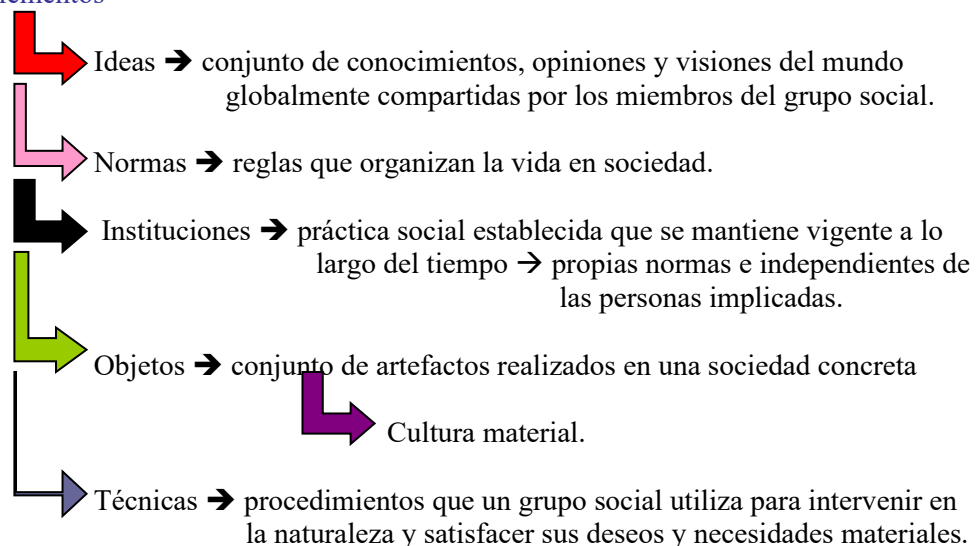 Ideas ➔ conjunto de conocimientos, opiniones y visiones del mundo
globalmente compartidas por los miembros del grupo social.
Normas ➔ reglas que organizan la vida en sociedad.
Instituciones ➔ práctica social establecida que se mantiene vigente a lo
largo del tiempo → propias normas e independientes de
las personas implicadas.
Objetos ➔ conjunto de artefactos realizados en una sociedad concreta
Cultura material.
Técnicas ➔ procedimientos que un grupo social utiliza para intervenir en
la naturaleza y satisfacer sus deseos y necesidades materiales.